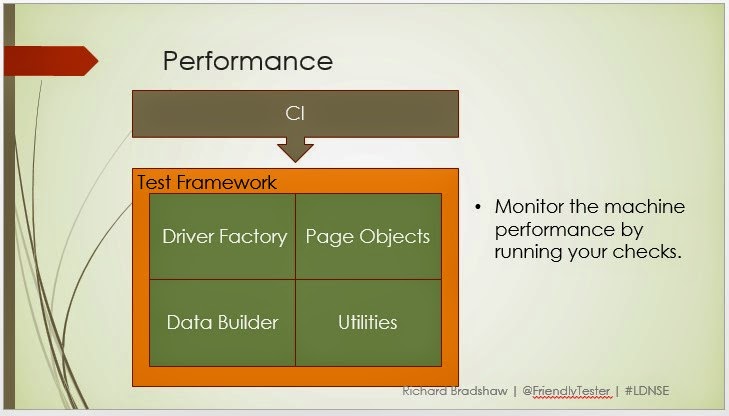 Performance
CI
Test Framework
Driver Factory
Page Objects
Data Builder
Utilities
• Monitor the machine
performance by
running your checks.
Richard Bradshaw | @FriendlyTester | #LDNSE